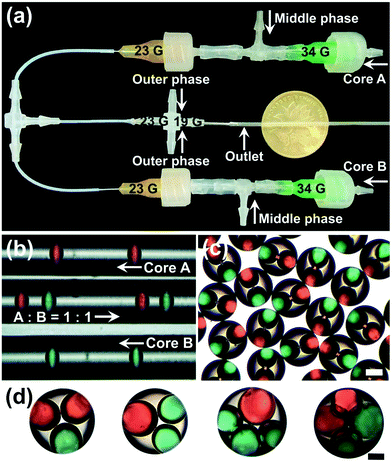 (a)
Middle phase
23 G
34 G
Core A
Outer phase
23 G
19 G
Outlet
Outer phase
Core B
23 G
34 G
Middle phase
(b)
Core A
A : B = 1 : 1
Core B
(c)
(d)